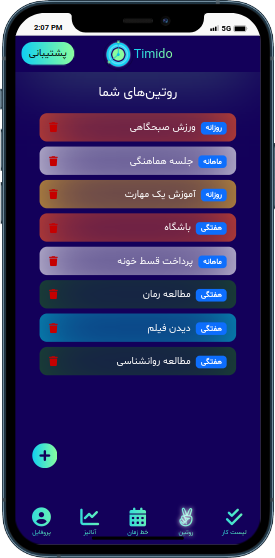 2:07 PM
5G
پشتیبانی
Timido
روتین‌های شما
روزانه ورزش صبحگاهی
ماهانه جلسه هماهنگی
روزانه آموزش یک مهارت
هفتگی باشگاه
ماهانه پرداخت قسط خونه
هفتگی مطالعه رمان
هفتگی دیدن فیلم
هفتگی مطالعه روانشناسی
لیست کار روتین خط زمان آنالیز پروفایل